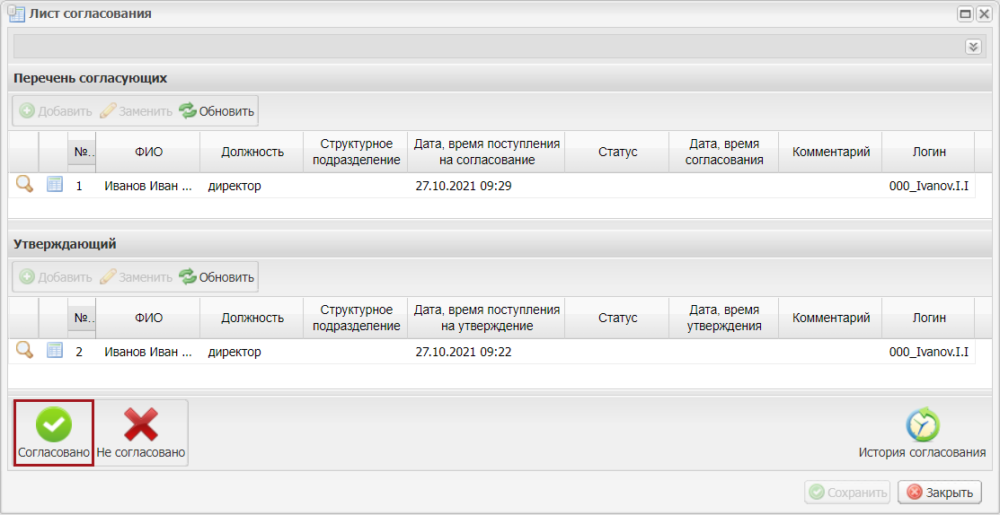 Лист согласования
Перечень согласующих
Добавить Заменить Обновить
№.. ФИО Должность Структурное подразделение Дата, время поступления на согласование Статус Дата, время согласования Комментарий Логин
1 Иванов Иван ... директор 27.10.2021 09:29 000_Ivanov.I.I
Утверждающий
Добавить Заменить Обновить
№.. ФИО Должность Структурное подразделение Дата, время поступления на утверждение Статус Дата, время утверждения Комментарий Логин
2 Иванов Иван ... директор 27.10.2021 09:22 000_Ivanov.I.I
Согласовано Не согласовано История согласования
Сохранить Закрыть